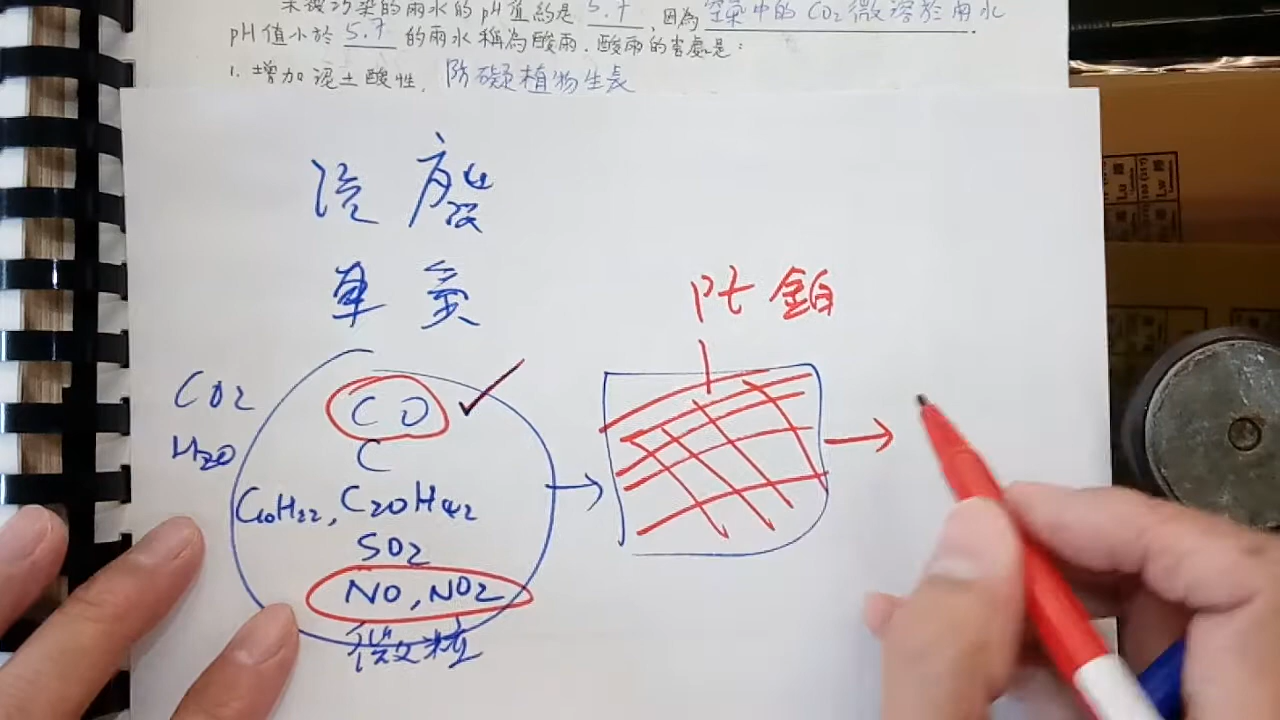 未被污染的雨水的pH值約是 5.7 , 因為 空氣中的CO2微溶於雨水.
pH值小於 5.7 的雨水稱為酸雨. 酸雨的害處是:
1. 增加泥土酸性, 防礙植物生長
汽 廢
車 氣
Pt 鉑
CO2
CO
H2O
C
C10H22, C20H42
SO2
NO, NO2
微粒